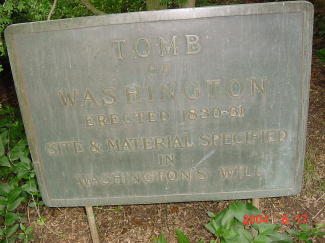 TOMB
OF
WASHINGTON
ERECTED 1830-31
SITE & MATERIAL SPECIFIED
IN
WASHINGTON'S WILL